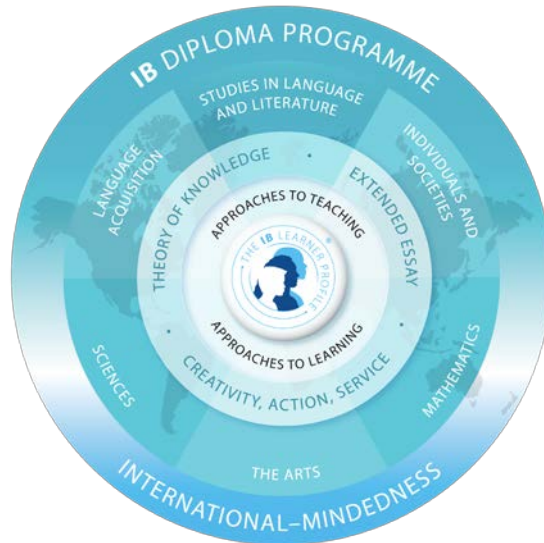 IB DIPLOMA PROGRAMME
STUDIES IN LANGUAGE
AND LITERATURE
LANGUAGE
ACQUISITION
INDIVIDUALS AND
SOCIETIES
THEORY OF KNOWLEDGE
EXTENDED ESSAY
APPROACHES TO TEACHING
THE IB LEARNER PROFILE
®
APPROACHES TO LEARNING
CREATIVITY, ACTION, SERVICE
SCIENCES
MATHEMATICS
THE ARTS
INTERNATIONAL–MINDEDNESS